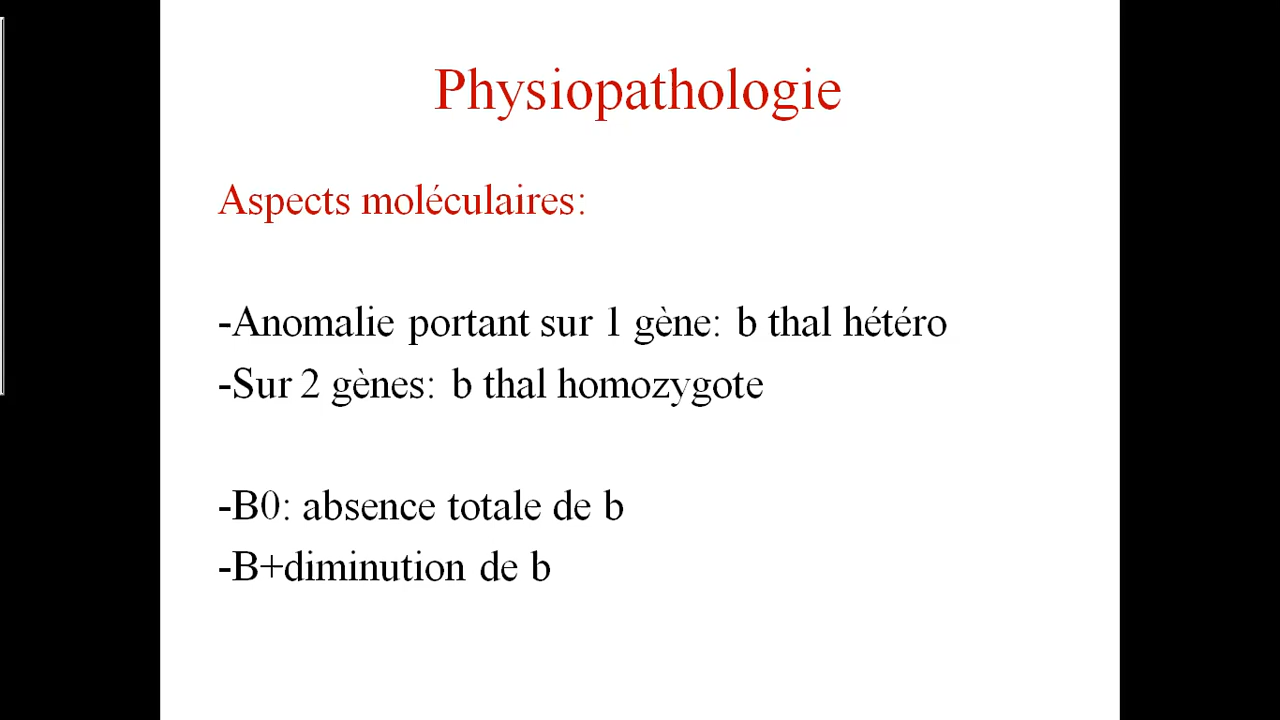 Physiopathologie
Aspects moléculaires:
-Anomalie portant sur 1 gène: b thal hétéro
-Sur 2 gènes: b thal homozygote
-B0: absence totale de b
-B+diminution de b